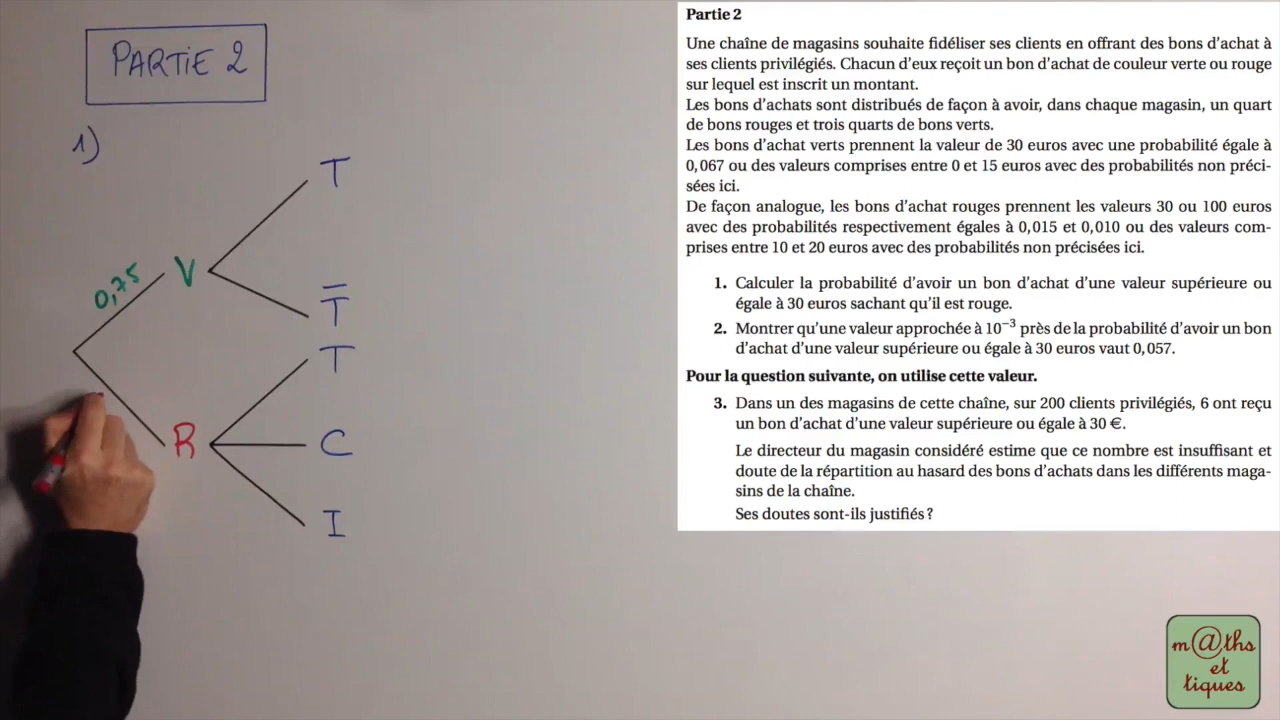 PARTIE 2
1)
T
0,75 V
T̅
T
R C
I
Partie 2
Une chaîne de magasins souhaite fidéliser ses clients en offrant des bons d'achat à
ses clients privilégiés. Chacun d'eux reçoit un bon d'achat de couleur verte ou rouge
sur lequel est inscrit un montant.
Les bons d'achats sont distribués de façon à avoir, dans chaque magasin, un quart
de bons rouges et trois quarts de bons verts.
Les bons d'achat verts prennent la valeur de 30 euros avec une probabilité égale à
0,067 ou des valeurs comprises entre 0 et 15 euros avec des probabilités non préci-
sées ici.
De façon analogue, les bons d'achat rouges prennent les valeurs 30 ou 100 euros
avec des probabilités respectivement égales à 0,015 et 0,010 ou des valeurs com-
prises entre 10 et 20 euros avec des probabilités non précisées ici.
1. Calculer la probabilité d'avoir un bon d'achat d'une valeur supérieure ou
égale à 30 euros sachant qu'il est rouge.
2. Montrer qu'une valeur approchée à 10⁻³ près de la probabilité d'avoir un bon
d'achat d'une valeur supérieure ou égale à 30 euros vaut 0,057.
Pour la question suivante, on utilise cette valeur.
3. Dans un des magasins de cette chaîne, sur 200 clients privilégiés, 6 ont reçu
un bon d'achat d'une valeur supérieure ou égale à 30 €.
Le directeur du magasin considéré estime que ce nombre est insuffisant et
doute de la répartition au hasard des bons d'achats dans les différents maga-
sins de la chaîne.
Ses doutes sont-ils justifiés ?
m@ths
et
tiques